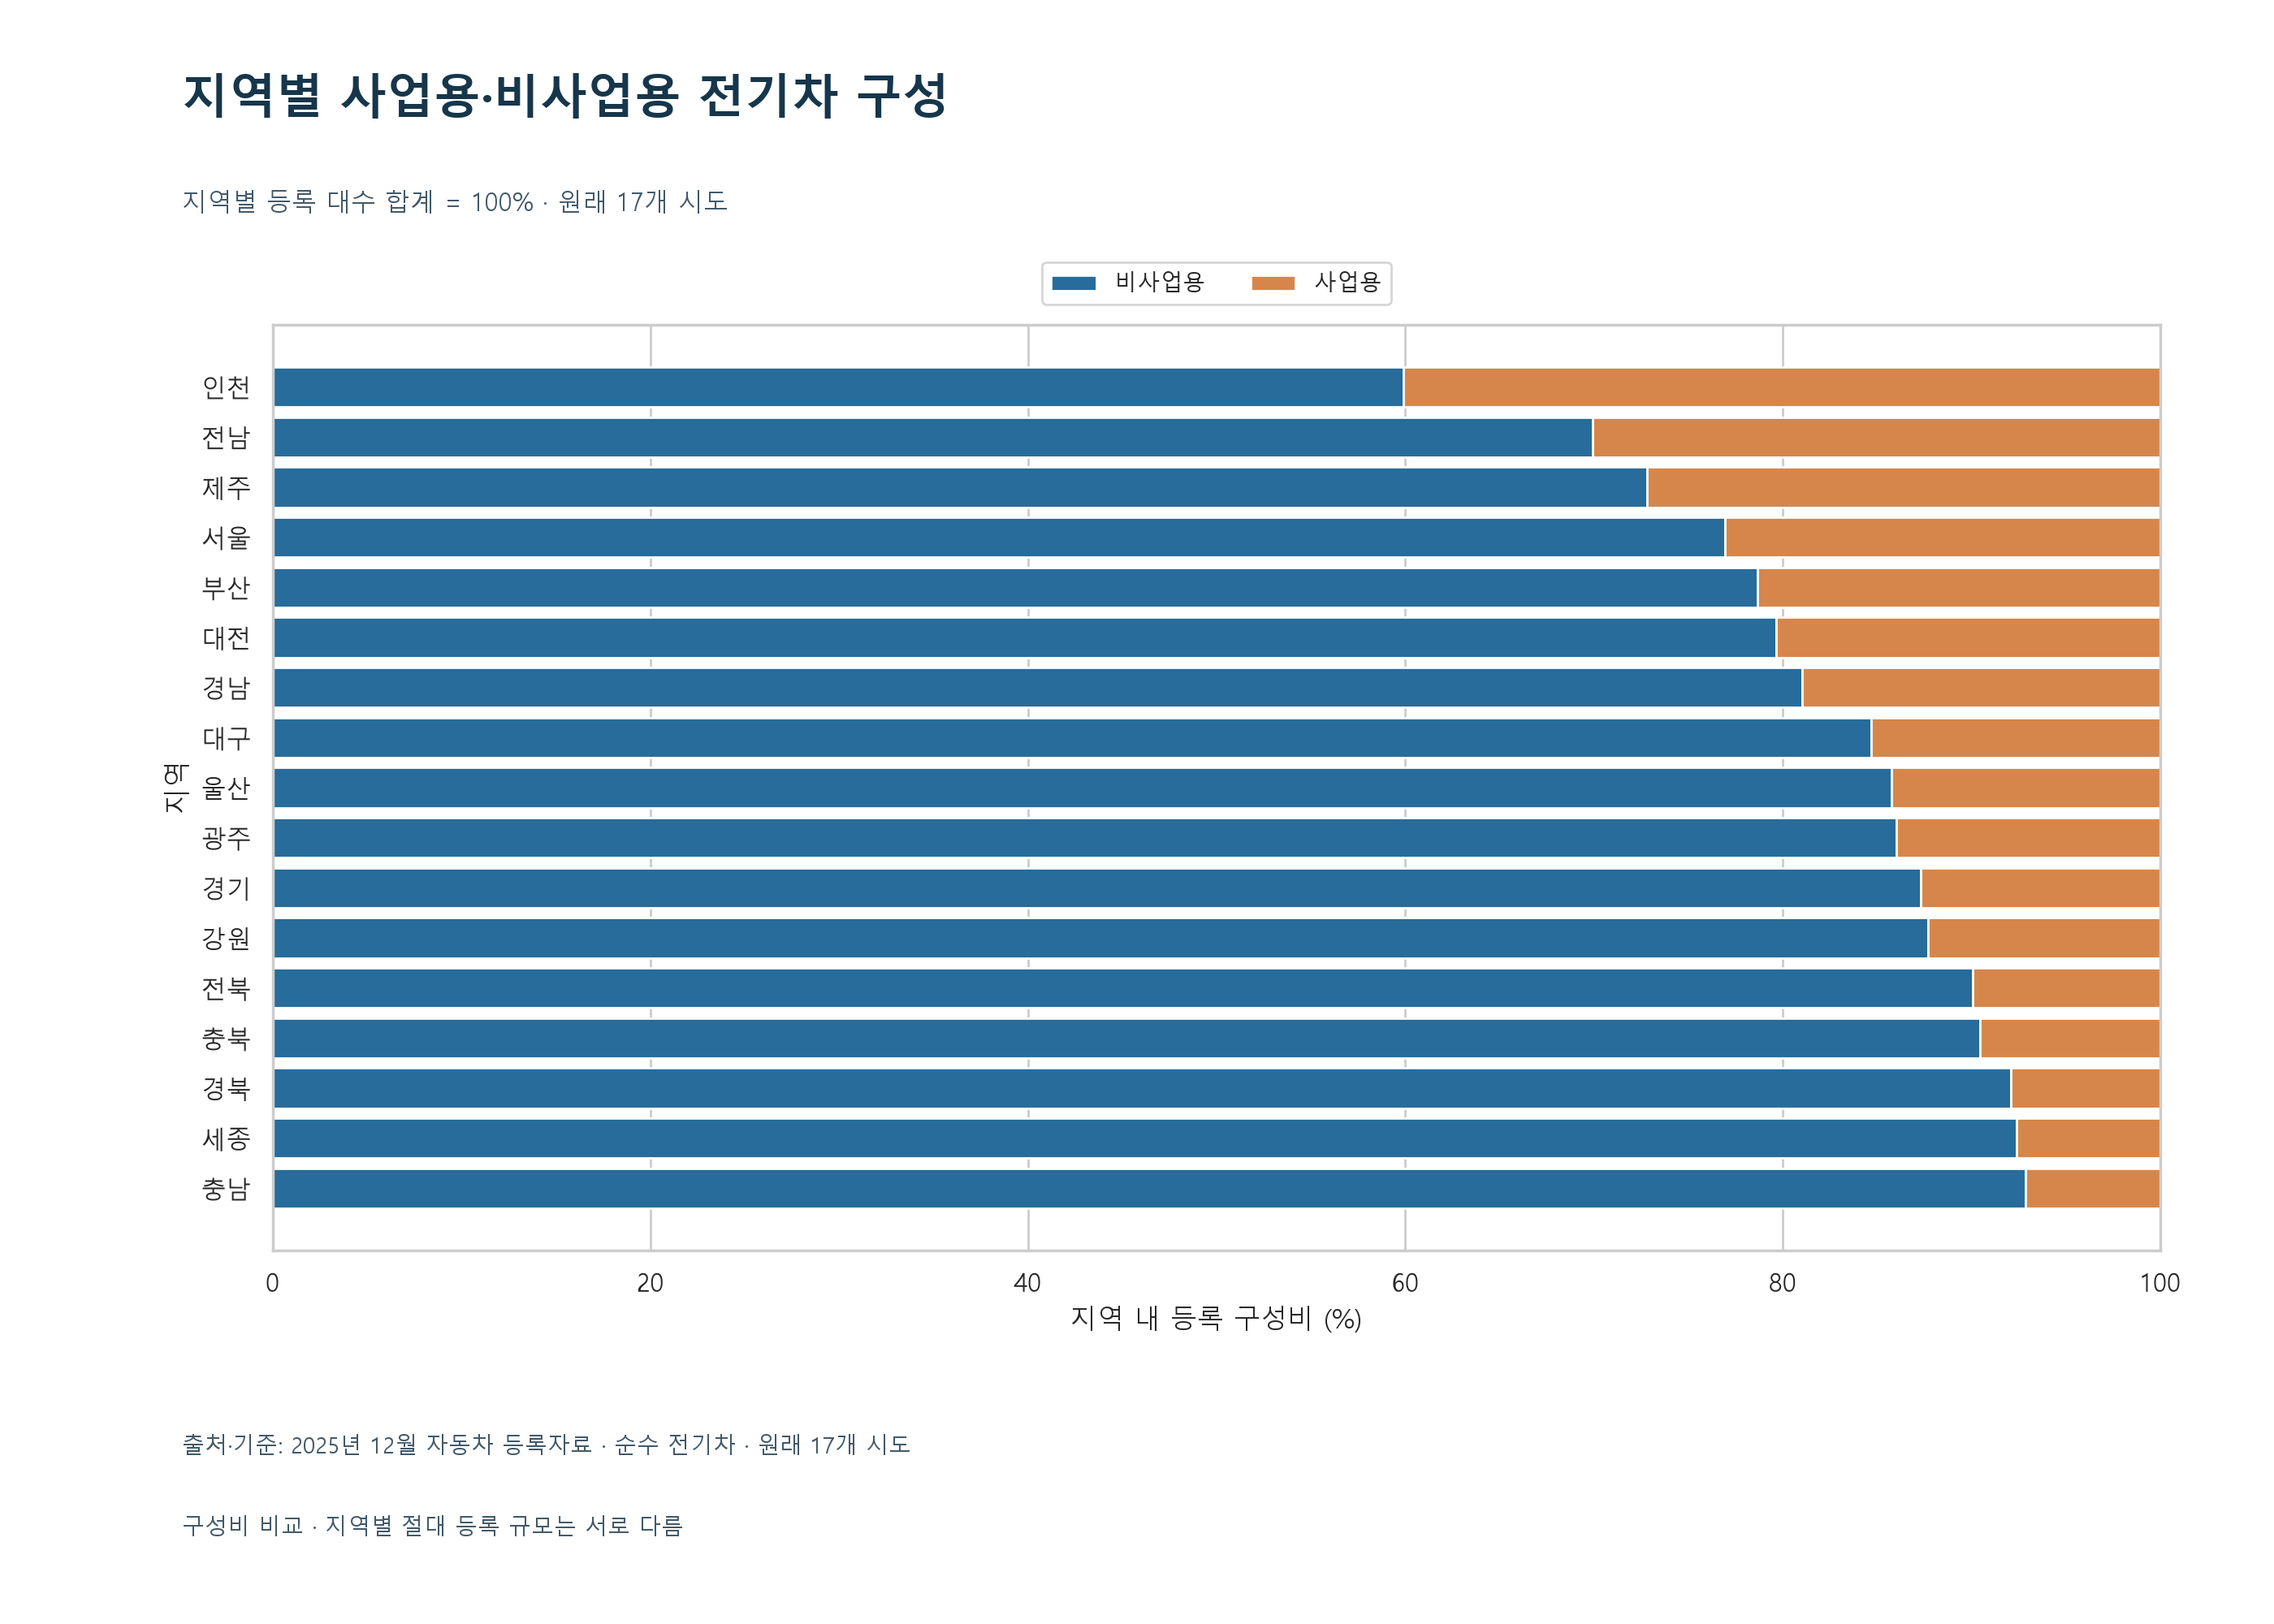 지역별 사업용·비사업용 전기차 구성
지역별 등록 대수 합계 = 100% · 원래 17개 시도
비사업용 사업용
인천
전남
제주
서울
부산
대전
경남
대구
울산
광주
경기
강원
전북
충북
경북
세종
충남
지역
0 20 40 60 80 100
지역 내 등록 구성비 (%)
출처·기준: 2025년 12월 자동차 등록자료 · 순수 전기차 · 원래 17개 시도
구성비 비교 · 지역별 절대 등록 규모는 서로 다름